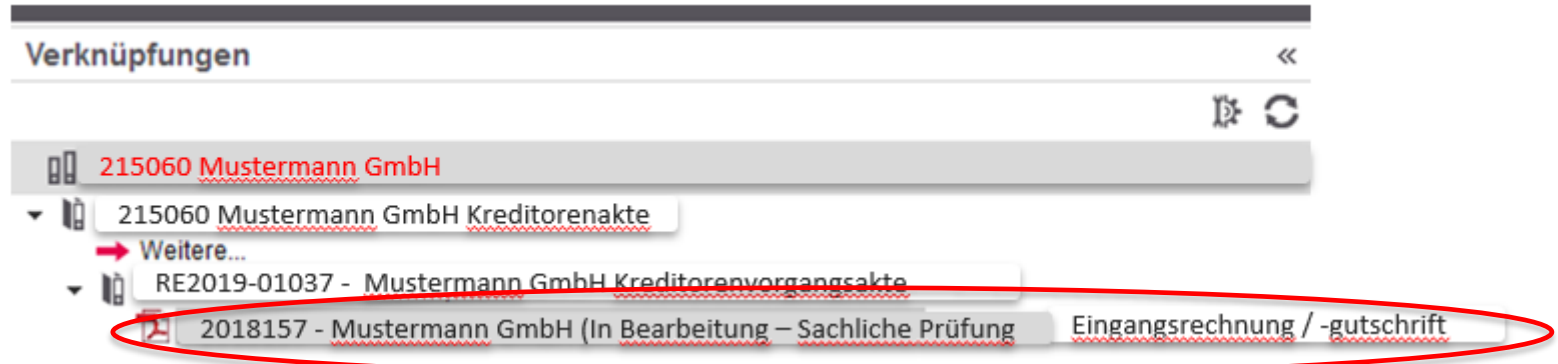 Verknüpfungen «
215060 Mustermann GmbH
215060 Mustermann GmbH Kreditorenakte
Weitere...
RE2019-01037 - Mustermann GmbH Kreditorenvorgangsakte
2018157 - Mustermann GmbH (In Bearbeitung – Sachliche Prüfung Eingangsrechnung / -gutschrift